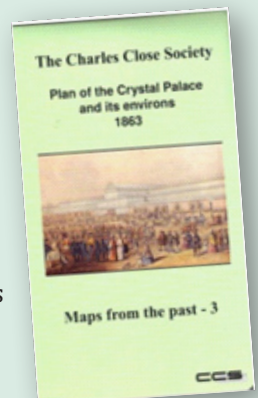 The Charles Close Society
Plan of the Crystal Palace
and its environs
1863
Maps from the past - 3
CCS
s